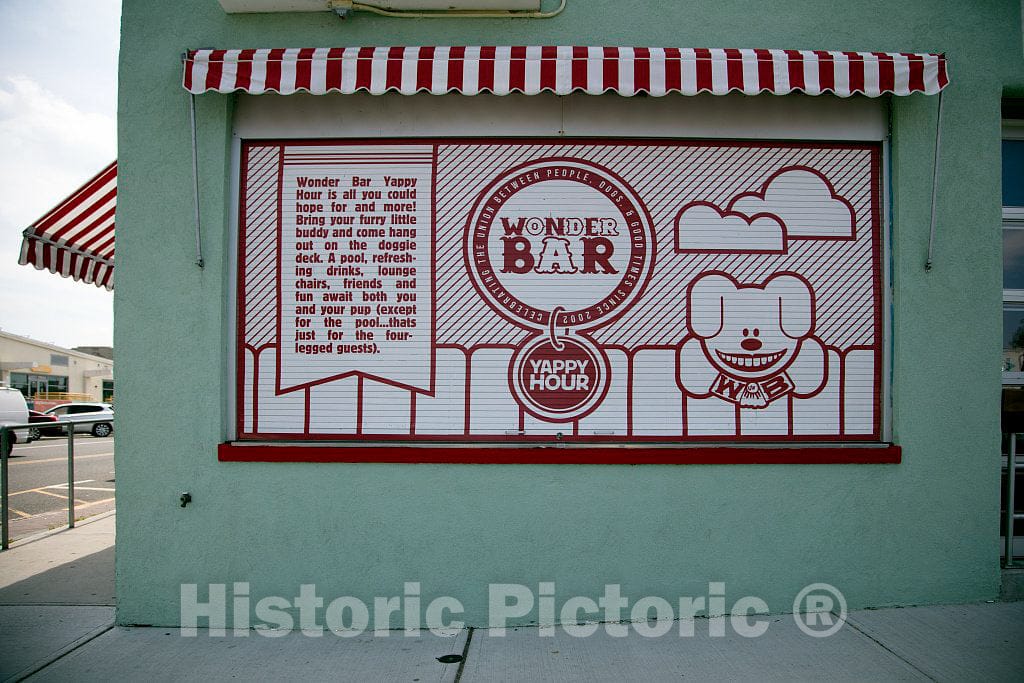 Wonder Bar Yappy
Hour is all you could
hope for and more!
Bring your furry little
buddy and come hang
out on the doggie
deck. A pool, refresh-
ing drinks, lounge
chairs, friends and
fun await both you
and your pup (except
for the pool...thats
just for the four-
legged guests).
CELEBRATING THE UNION BETWEEN PEOPLE, DOGS, & GOOD TIMES SINCE 2002
WONDER
BAR
YAPPY
HOUR
W B
Historic Pictoric ®